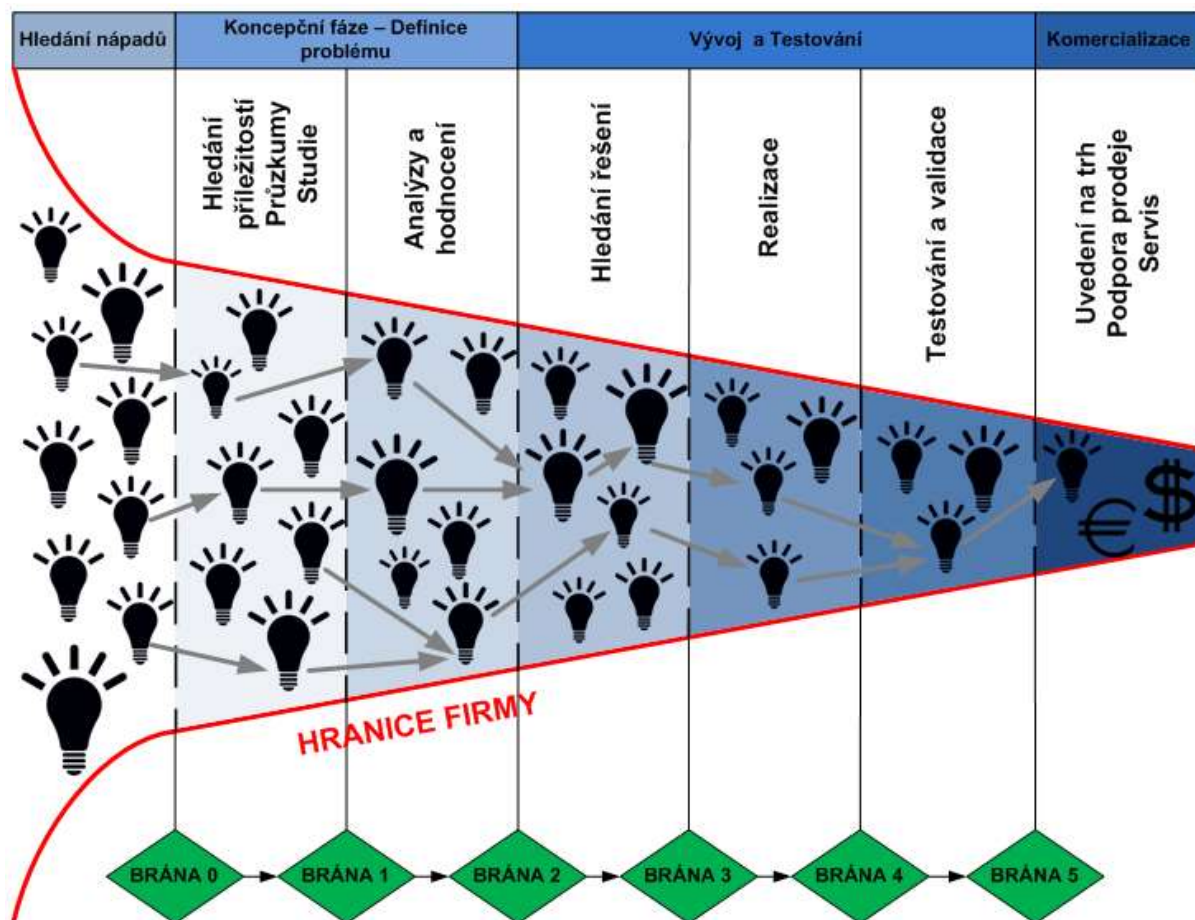 Hledání nápadů
Koncepční fáze – Definice
problému
Vývoj a Testování
Komercializace
Hledání
příležitostí
Průzkumy
Studie
Analýzy a
hodnocení
Hledání řešení
Realizace
Testování a validace
Uvedení na trh
Podpora prodeje
Servis
€
$
HRANICE FIRMY
BRÁNA 0
BRÁNA 1
BRÁNA 2
BRÁNA 3
BRÁNA 4
BRÁNA 5